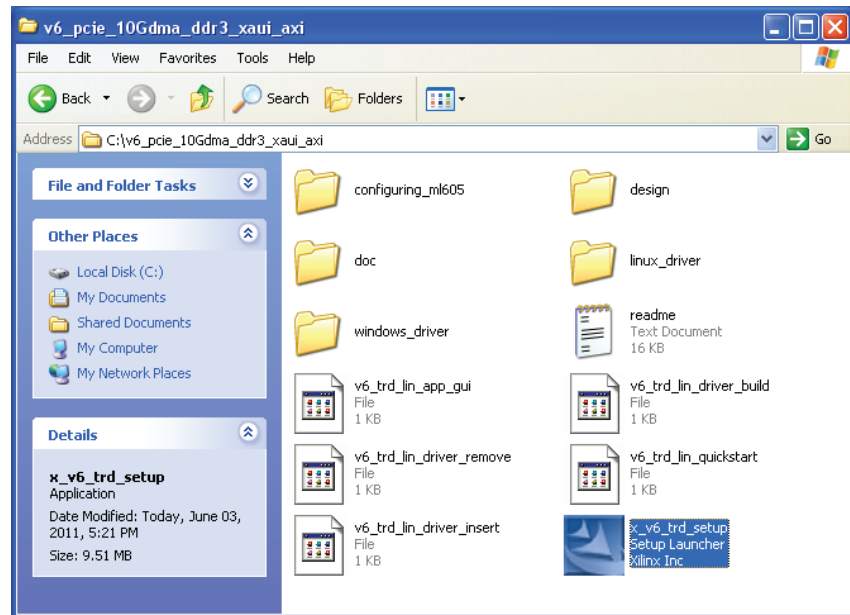 v6_pcie_10Gdma_ddr3_xaui_axi
File Edit View Favorites Tools Help
Back Search Folders
Address C:\v6_pcie_10Gdma_ddr3_xaui_axi Go
File and Folder Tasks
Other Places
Local Disk (C:)
My Documents
Shared Documents
My Computer
My Network Places
Details
x_v6_trd_setup
Application
Date Modified: Today, June 03,
2011, 5:21 PM
Size: 9.51 MB
configuring_ml605
design
doc
linux_driver
windows_driver
readme
Text Document
16 KB
v6_trd_lin_app_gui
File
1 KB
v6_trd_lin_driver_build
File
1 KB
v6_trd_lin_driver_remove
File
1 KB
v6_trd_lin_quickstart
File
1 KB
v6_trd_lin_driver_insert
File
1 KB
x_v6_trd_setup
Setup Launcher
Xilinx Inc